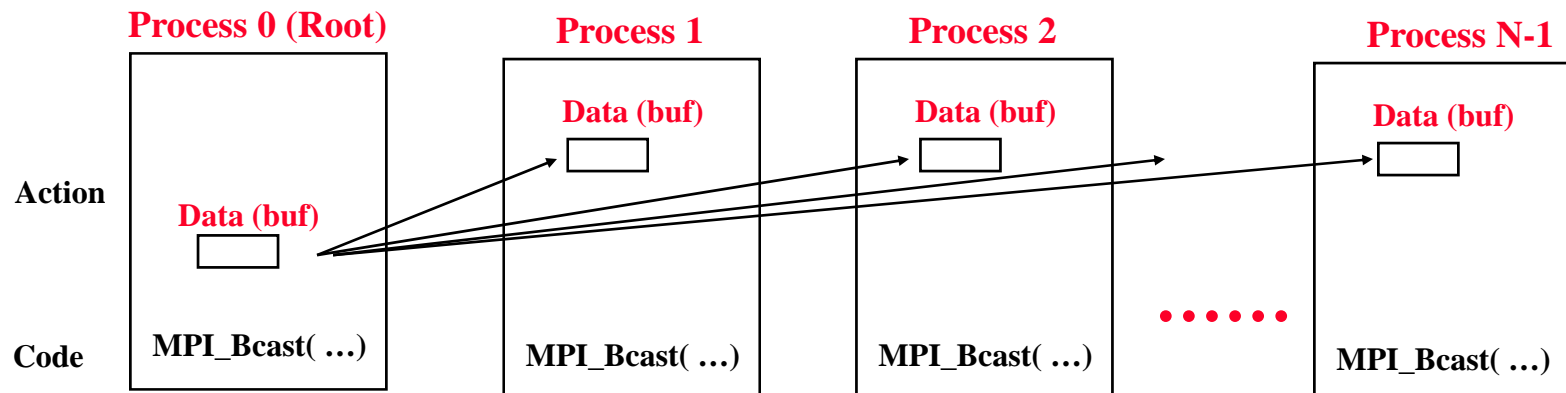 Process 0 (Root)
Process 1
Process 2
Process N-1
Data (buf)
Data (buf)
Data (buf)
Action
Data (buf)
Code
MPI_Bcast( …)
MPI_Bcast( …)
MPI_Bcast( …)
MPI_Bcast( …)